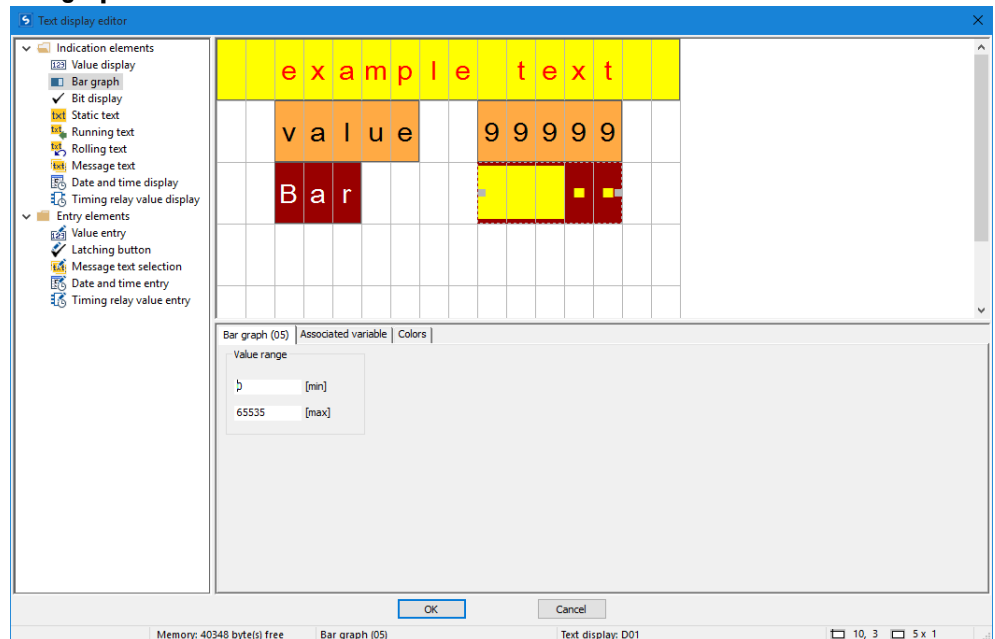 Text display editor
Indication elements
Value display
Bar graph
Bit display
Static text
Running text
Rolling text
Message text
Date and time display
Timing relay value display
Entry elements
Value entry
Latching button
Message text selection
Date and time entry
Timing relay value entry
example text
value 99999
Bar
Bar graph (05) Associated variable Colors
Value range
0 [min]
65535 [max]
OK Cancel
Memory: 40348 byte(s) free Bar graph (05) Text display: D01 10, 3 5 x 1